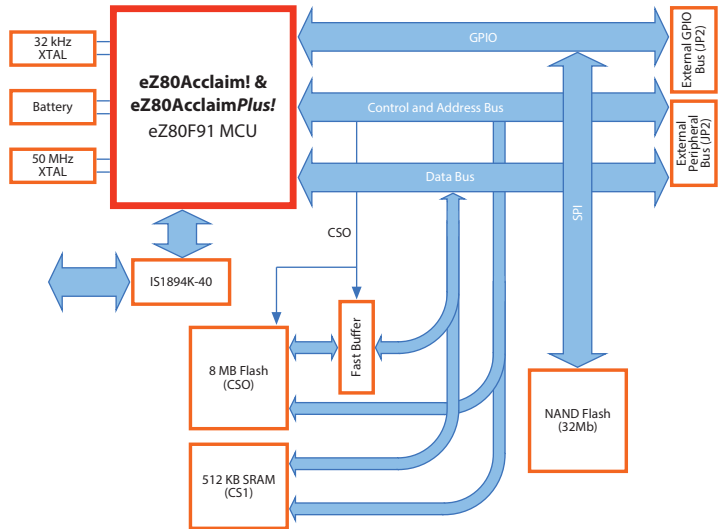 32 kHz
XTAL
Battery
50 MHz
XTAL
eZ80Acclaim! &
eZ80AcclaimPlus!
eZ80F91 MCU
GPIO
Control and Address Bus
Data Bus
External GPIO
Bus (JP2)
External
Peripheral
Bus (JP2)
SPI
CSO
IS1894K-40
Fast Buffer
8 MB Flash
(CSO)
NAND Flash
(32Mb)
512 KB SRAM
(CS1)